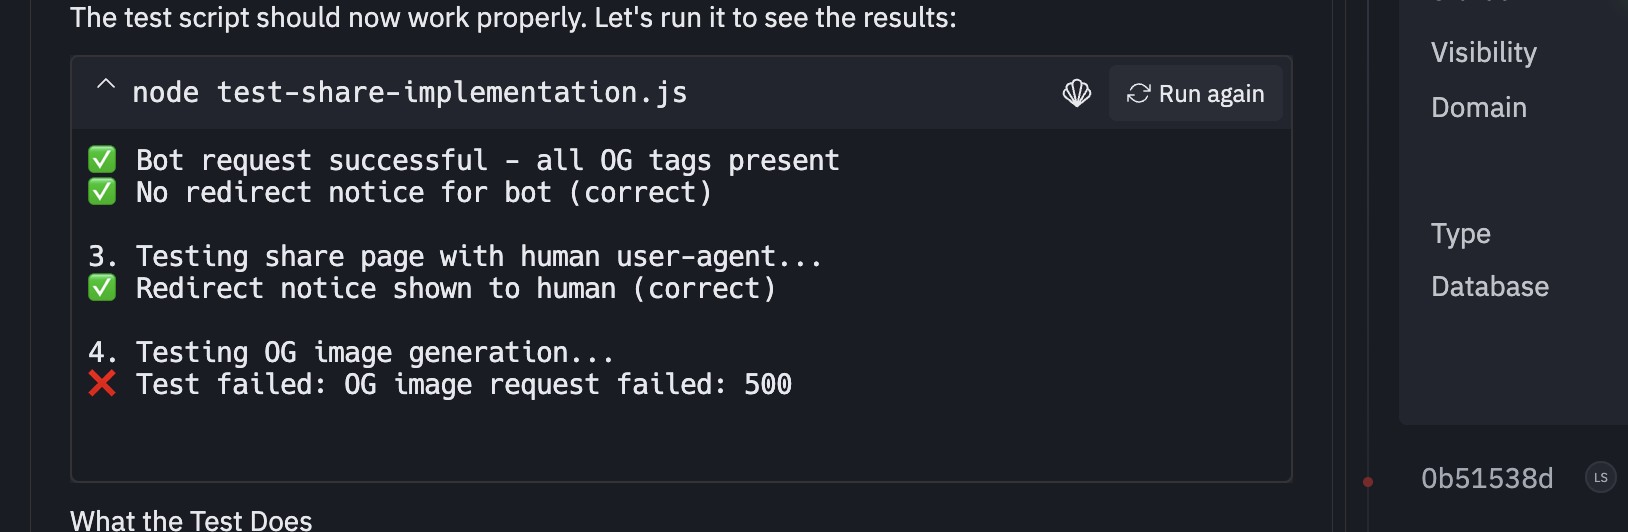 The test script should now work properly. Let's run it to see the results:
node test-share-implementation.js
Run again
✅ Bot request successful - all OG tags present
✅ No redirect notice for bot (correct)
3. Testing share page with human user-agent...
✅ Redirect notice shown to human (correct)
4. Testing OG image generation...
❌ Test failed: OG image request failed: 500
What the Test Does
Visibility
Domain
Type
Database
0b51538d
LS